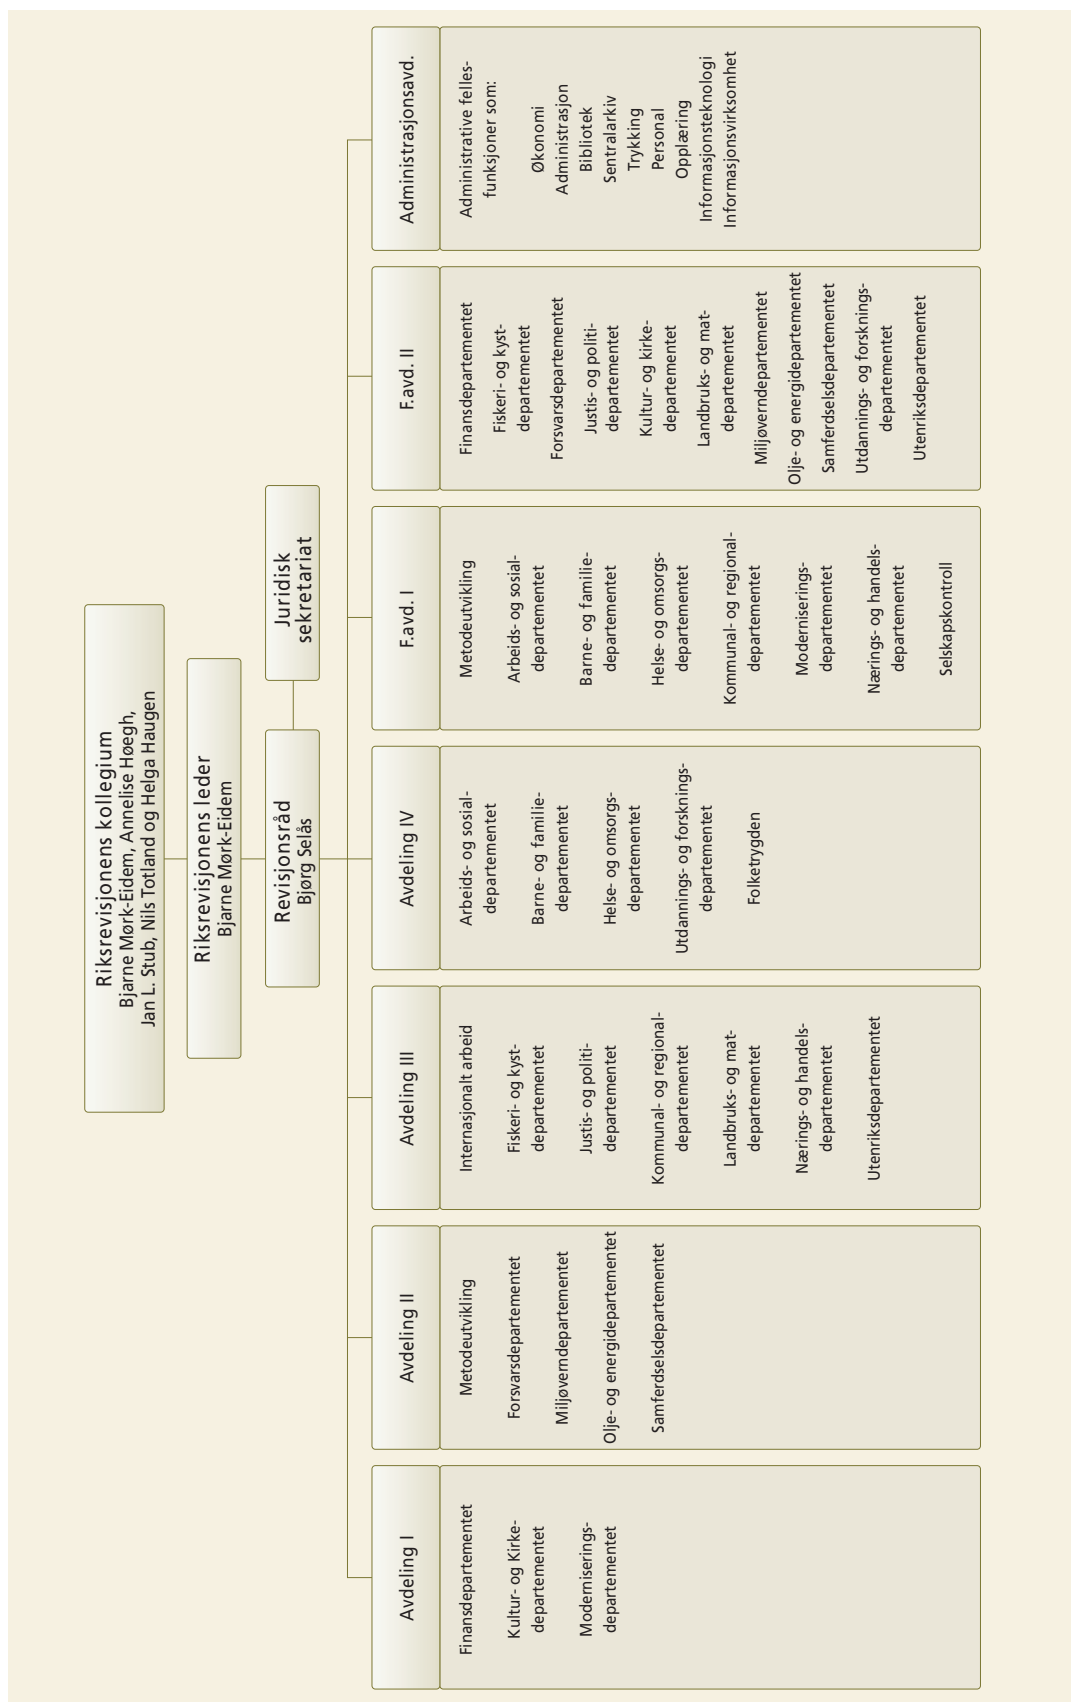 Riksrevisjonens kollegium
Bjarne Mørk-Eidem, Annelise Høegh,
Jan L. Stub, Nils Totland og Helga Haugen
Riksrevisjonens leder
Bjarne Mørk-Eidem
Revisjonsråd
Bjørg Selås
Juridisk
sekretariat
Avdeling I
Finansdepartementet
Kultur- og Kirke-
departementet
Moderniserings-
departementet
Avdeling II
Metodeutvikling
Forsvarsdepartementet
Miljøverndepartementet
Olje- og energidepartementet
Samferdselsdepartementet
Avdeling III
Internasjonalt arbeid
Fiskeri- og kyst-
departementet
Justis- og politi-
departementet
Kommunal- og regional-
departementet
Landbruks- og mat-
departementet
Nærings- og handels-
departementet
Utenriksdepartementet
Avdeling IV
Arbeids- og sosial-
departementet
Barne- og familie-
departementet
Helse- og omsorgs-
departementet
Utdannings- og forsknings-
departementet
Folketrygden
F.avd. I
Metodeutvikling
Arbeids- og sosial-
departementet
Barne- og familie-
departementet
Helse- og omsorgs-
departementet
Kommunal- og regional-
departementet
Moderniserings-
departementet
Nærings- og handels-
departementet
Selskapskontroll
F.avd. II
Finansdepartementet
Fiskeri- og kyst-
departementet
Forsvarsdepartementet
Justis- og politi-
departementet
Kultur- og kirke-
departementet
Landbruks- og mat-
departementet
Miljøverndepartementet
Olje- og energidepartementet
Samferdselsdepartementet
Utdannings- og forsknings-
departementet
Utenriksdepartementet
Administrasjonsavd.
Administrative felles-
funksjoner som:
Økonomi
Administrasjon
Bibliotek
Sentralarkiv
Trykking
Personal
Opplæring
Informasjonsteknologi
Informasjonsvirksomhet